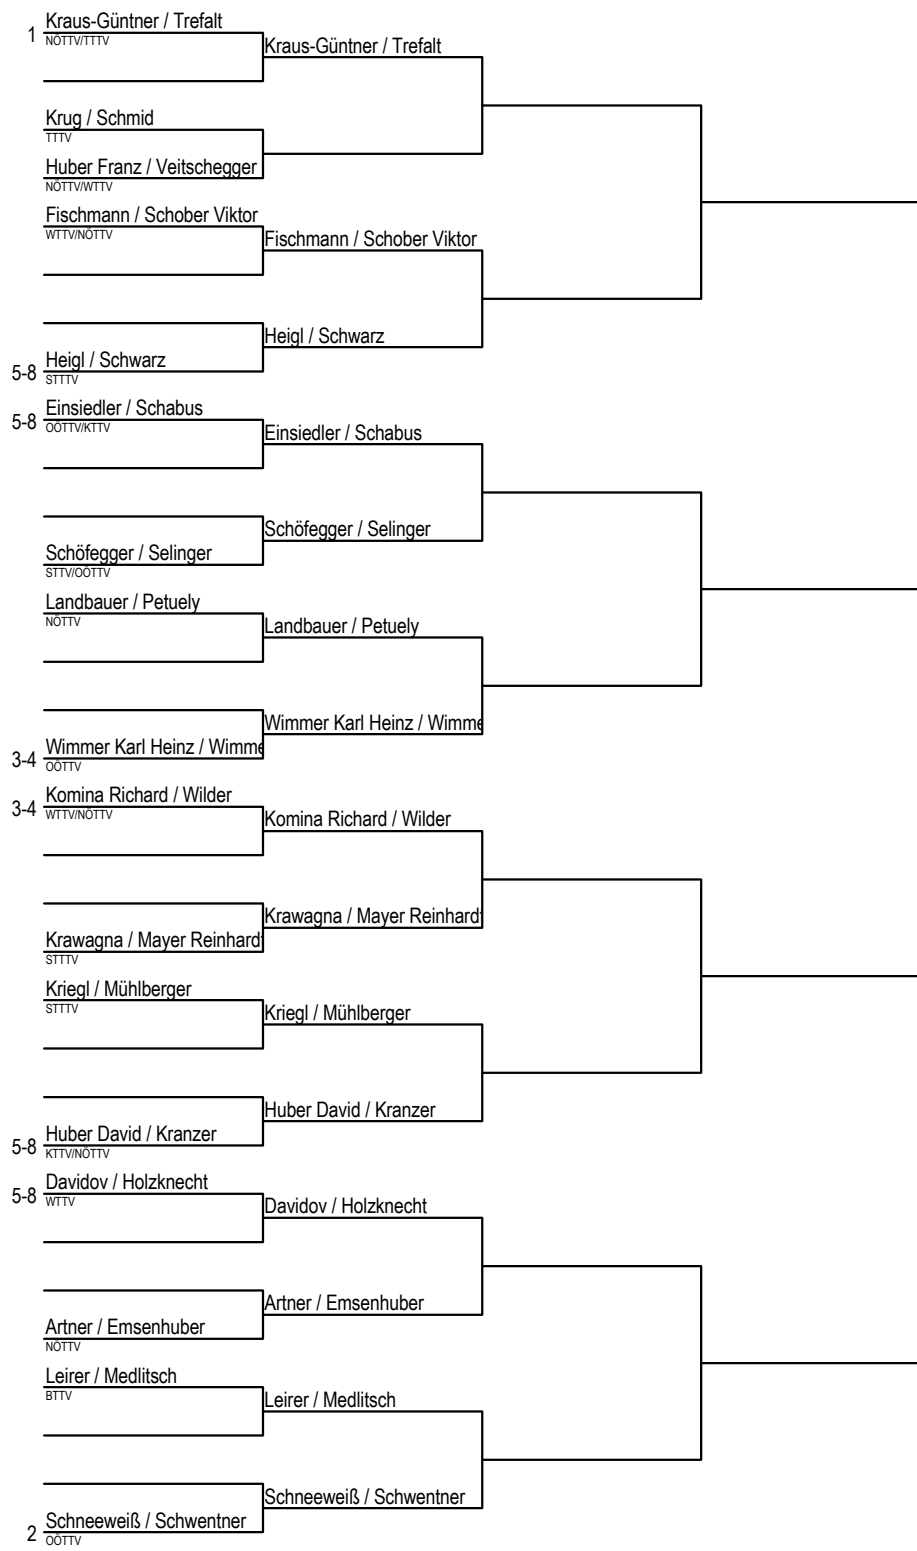 Kraus-Güntner / Trefalt
1
NÖTTV/TTTV
Kraus-Güntner / Trefalt
Krug / Schmid
TTTV
Huber Franz / Veitschegger
NÖTTV/WTTV
Fischmann / Schober Viktor
WTTV/NÖTTV
Fischmann / Schober Viktor
Heigl / Schwarz
Heigl / Schwarz
5-8
STTTV
Einsiedler / Schabus
5-8
OÖTTV/KTTV
Einsiedler / Schabus
Schöfegger / Selinger
Schöfegger / Selinger
STTV/OÖTTV
Landbauer / Petuely
NÖTTV
Landbauer / Petuely
Wimmer Karl Heinz / Wimme
Wimmer Karl Heinz / Wimme
3-4
OÖTTV
Komina Richard / Wilder
3-4
WTTV/NÖTTV
Komina Richard / Wilder
Krawagna / Mayer Reinhardt
Krawagna / Mayer Reinhardt
STTTV
Kriegl / Mühlberger
STTTV
Kriegl / Mühlberger
Huber David / Kranzer
Huber David / Kranzer
5-8
KTTV/NÖTTV
Davidov / Holzknecht
5-8
WTTV
Davidov / Holzknecht
Artner / Emsenhuber
Artner / Emsenhuber
NÖTTV
Leirer / Medlitsch
BTTV
Leirer / Medlitsch
Schneeweiß / Schwentner
Schneeweiß / Schwentner
2
OÖTTV